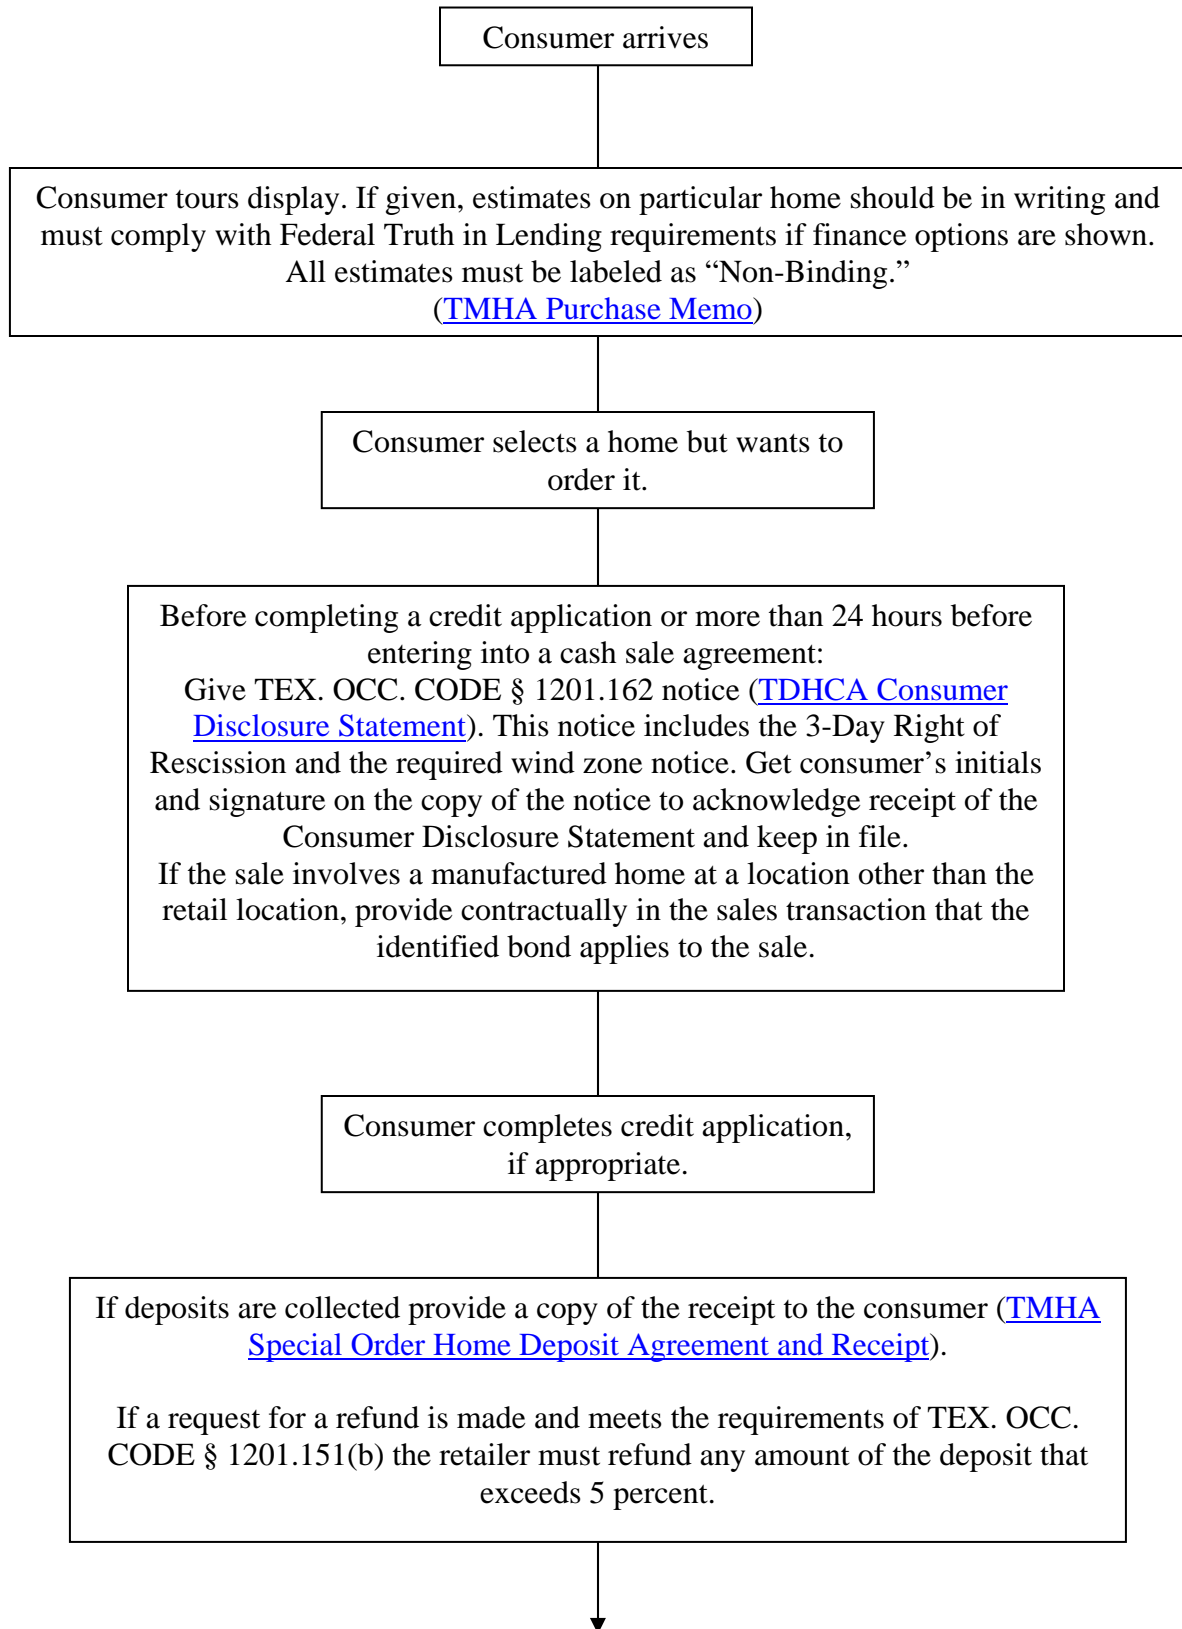 Consumer arrives
Consumer tours display. If given, estimates on particular home should be in writing and
must comply with Federal Truth in Lending requirements if finance options are shown.
All estimates must be labeled as “Non-Binding.”
(TMHA Purchase Memo)
Consumer selects a home but wants to
order it.
Before completing a credit application or more than 24 hours before
entering into a cash sale agreement:
Give TEX. OCC. CODE § 1201.162 notice (TDHCA Consumer
Disclosure Statement). This notice includes the 3-Day Right of
Rescission and the required wind zone notice. Get consumer’s initials
and signature on the copy of the notice to acknowledge receipt of the
Consumer Disclosure Statement and keep in file.
If the sale involves a manufactured home at a location other than the
retail location, provide contractually in the sales transaction that the
identified bond applies to the sale.
Consumer completes credit application,
if appropriate.
If deposits are collected provide a copy of the receipt to the consumer (TMHA
Special Order Home Deposit Agreement and Receipt).
If a request for a refund is made and meets the requirements of TEX. OCC.
CODE § 1201.151(b) the retailer must refund any amount of the deposit that
exceeds 5 percent.